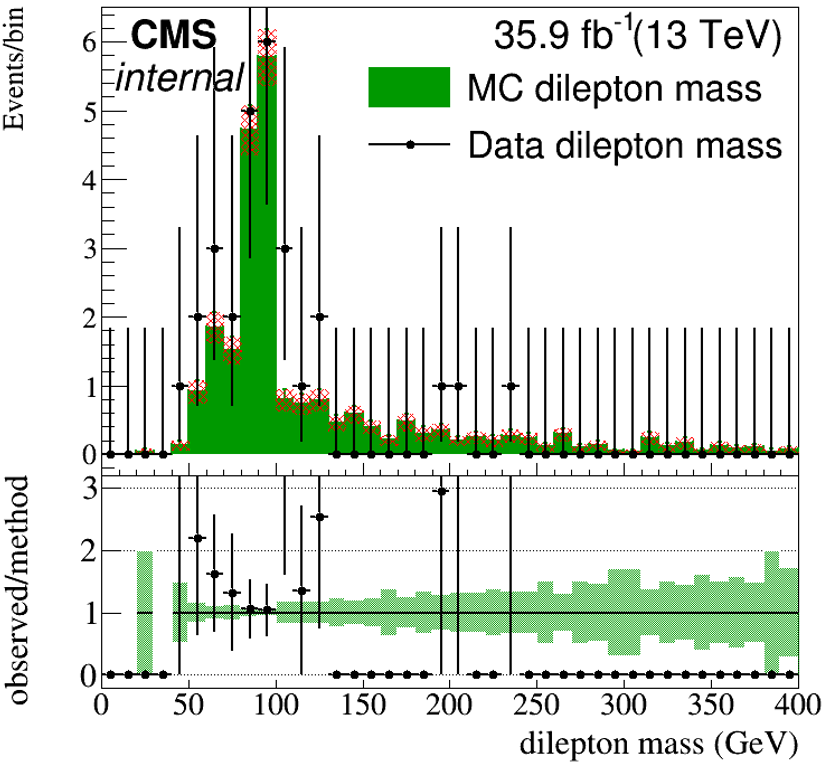 CMS
internal
35.9 fb-1(13 TeV)
MC dilepton mass
Data dilepton mass
Events/bin
6
5
4
3
2
1
0
observed/method
3
2
1
0
0 50 100 150 200 250 300 350 400
dilepton mass (GeV)